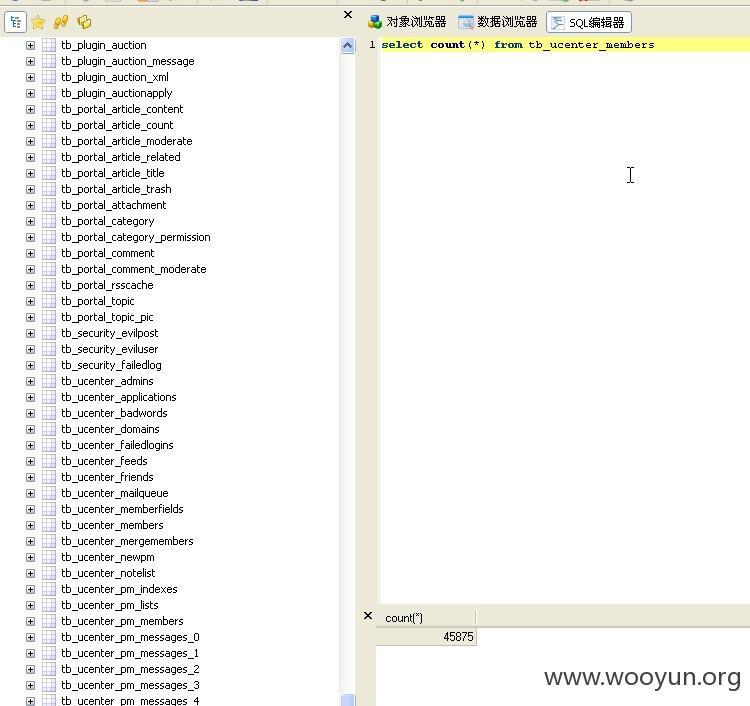 对象浏览器 数据浏览器 SQL编辑器
tb_plugin_auction
tb_plugin_auction_message
tb_plugin_auction_xml
tb_plugin_auctionapply
tb_portal_article_content
tb_portal_article_count
tb_portal_article_moderate
tb_portal_article_related
tb_portal_article_title
tb_portal_article_trash
tb_portal_attachment
tb_portal_category
tb_portal_category_permission
tb_portal_comment
tb_portal_comment_moderate
tb_portal_rsscache
tb_portal_topic
tb_portal_topic_pic
tb_security_evilpost
tb_security_eviluser
tb_security_failedlog
tb_ucenter_admins
tb_ucenter_applications
tb_ucenter_badwords
tb_ucenter_domains
tb_ucenter_failedlogins
tb_ucenter_feeds
tb_ucenter_friends
tb_ucenter_mailqueue
tb_ucenter_memberfields
tb_ucenter_members
tb_ucenter_mergemembers
tb_ucenter_newpm
tb_ucenter_notelist
tb_ucenter_pm_indexes
tb_ucenter_pm_lists
tb_ucenter_pm_members
tb_ucenter_pm_messages_0
tb_ucenter_pm_messages_1
tb_ucenter_pm_messages_2
tb_ucenter_pm_messages_3
tb_ucenter_pm_messages_4
1 select count(*) from tb_ucenter_members
count(*)
45875
www.wooyun.org